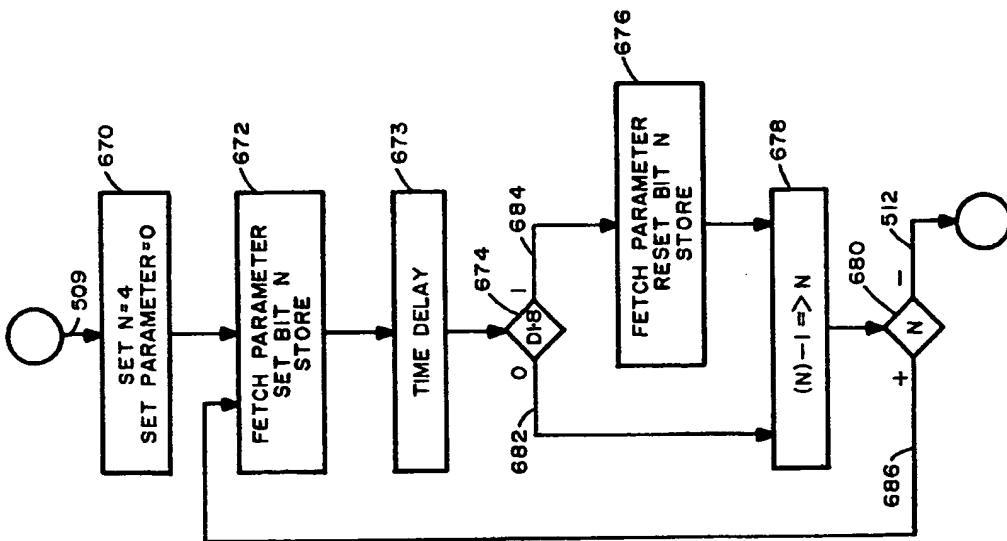 509
670
SET N=4
SET PARAMETER=0
672
FETCH PARAMETER
SET BIT N
STORE
673
TIME DELAY
674
DI-8
0
1
682
684
676
FETCH PARAMETER
RESET BIT N
STORE
678
(N)-1 => N
680
N
+
-
686
512